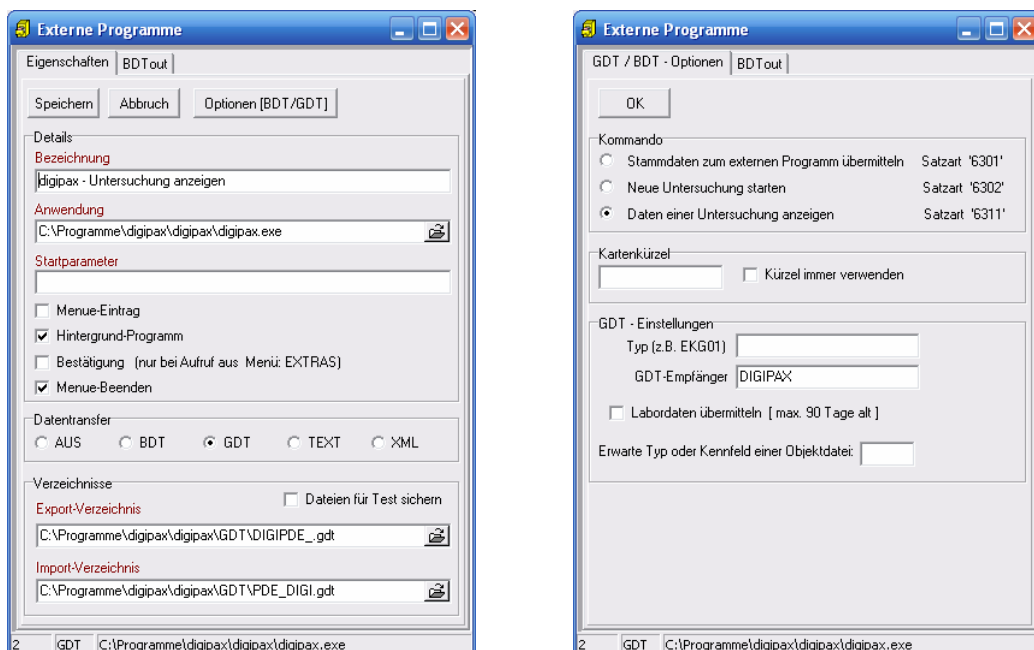 Externe Programme
Eigenschaften
BDTout
Speichern
Abbruch
Optionen [BDT/GDT]
Details
Bezeichnung
digipax - Untersuchung anzeigen
Anwendung
C:\Programme\digipax\digipax\digipax.exe
Startparameter
Menue-Eintrag
Hintergrund-Programm
Bestätigung (nur bei Aufruf aus Menü: EXTRAS)
Menue-Beenden
Datentransfer
AUS BDT GDT TEXT XML
Verzeichnisse
Dateien für Test sichern
Export-Verzeichnis
C:\Programme\digipax\digipax\GDT\DIGIPDE_.gdt
Import-Verzeichnis
C:\Programme\digipax\digipax\GDT\PDE_DIGI.gdt
2 GDT C:\Programme\digipax\digipax\digipax.exe
Externe Programme
GDT / BDT - Optionen
BDTout
OK
Kommando
Stammdaten zum externen Programm übermitteln Satzart '6301'
Neue Untersuchung starten Satzart '6302'
Daten einer Untersuchung anzeigen Satzart '6311'
Kartenkürzel
Kürzel immer verwenden
GDT - Einstellungen
Typ (z.B. EKG01)
GDT-Empfänger DIGIPAX
Labordaten übermitteln [ max. 90 Tage alt ]
Erwarte Typ oder Kennfeld einer Objektdatei:
2 GDT C:\Programme\digipax\digipax\digipax.exe